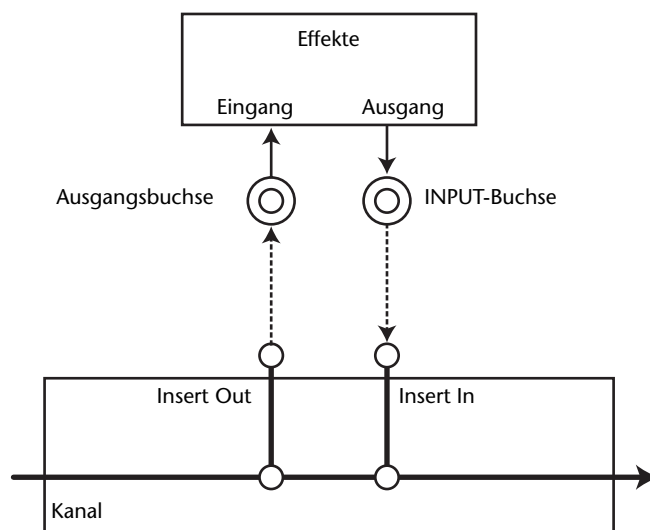 Effekte
Eingang Ausgang
Ausgangsbuchse INPUT-Buchse
Insert Out Insert In
Kanal